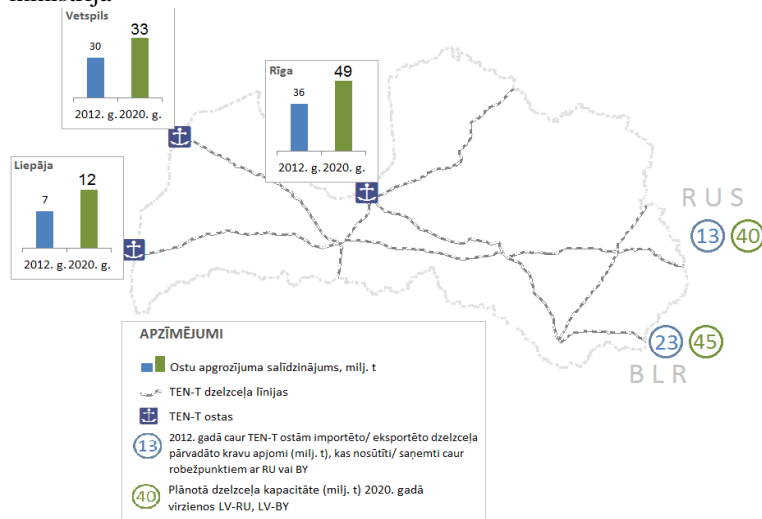 Vetspils
30
33
2012. g. 2020. g.
Rīga
36
49
2012. g. 2020. g.
Liepāja
7
12
2012. g. 2020. g.
RUS
13 40
23 45
BLR
APZĪMĒJUMI
Ostu apgrozījuma salīdzinājums, milj. t
TEN-T dzelzceļa līnijas
TEN-T ostas
13
2012. gadā caur TEN-T ostām importēto/ eksportēto dzelzceļa
pārvadāto kravu apjomi (milj. t), kas nosūtīti/ saņemti caur
robežpunktiem ar RU vai BY
40
Plānotā dzelzceļa kapacitāte (milj. t) 2020. gadā
virzienos LV-RU, LV-BY